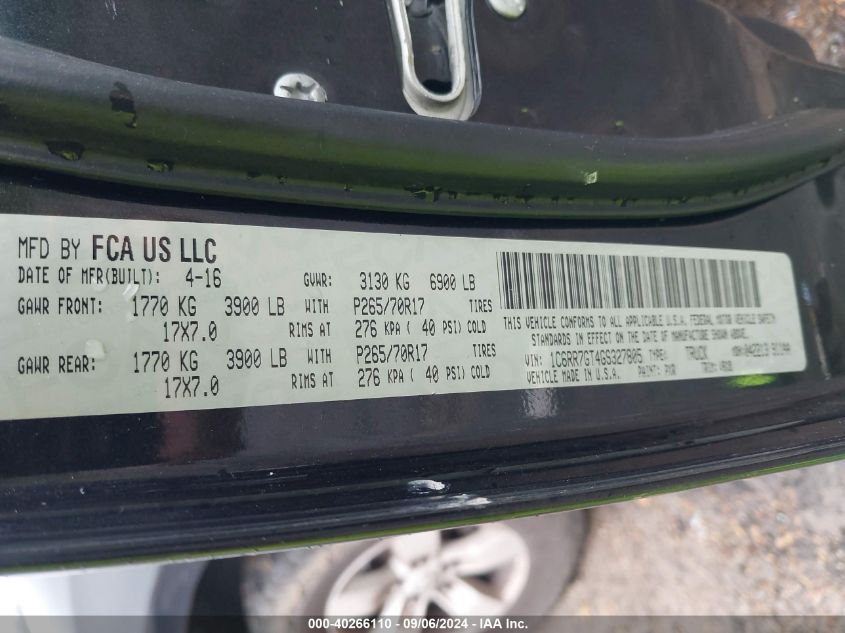 MFD BY FCA US LLC
DATE OF MFR(BUILT): 4-16 GVWR: 3130 KG 6900 LB
GAWR FRONT: 1770 KG 3900 LB WITH P265/70R17 TIRES
17X7.0 RIMS AT 276 KPA ( 40 PSI) COLD
GAWR REAR: 1770 KG 3900 LB WITH P265/70R17 TIRES
17X7.0 RIMS AT 276 KPA ( 40 PSI) COLD
THIS VEHICLE CONFORMS TO ALL APPLICABLE U.S.A. FEDERAL MOTOR VEHICLE SAFETY
STANDARDS IN EFFECT ON THE DATE OF MANUFACTURE SHOWN ABOVE.
VIN: 1C6RR7GT4GS327805 TYPE: TRUCK MDH:
VEHICLE MADE IN U.S.A. PAINT: PXR TRIM:
000-40266110 - 09/06/2024 - IAA Inc.